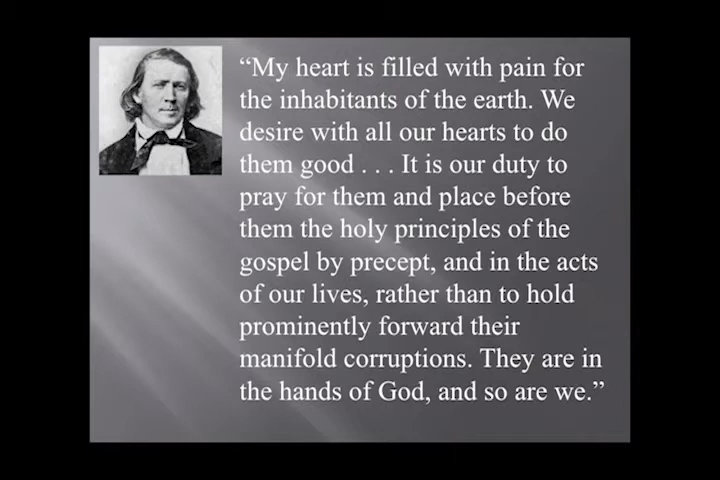 “My heart is filled with pain for
the inhabitants of the earth. We
desire with all our hearts to do
them good . . . It is our duty to
pray for them and place before
them the holy principles of the
gospel by precept, and in the acts
of our lives, rather than to hold
prominently forward their
manifold corruptions. They are in
the hands of God, and so are we.”